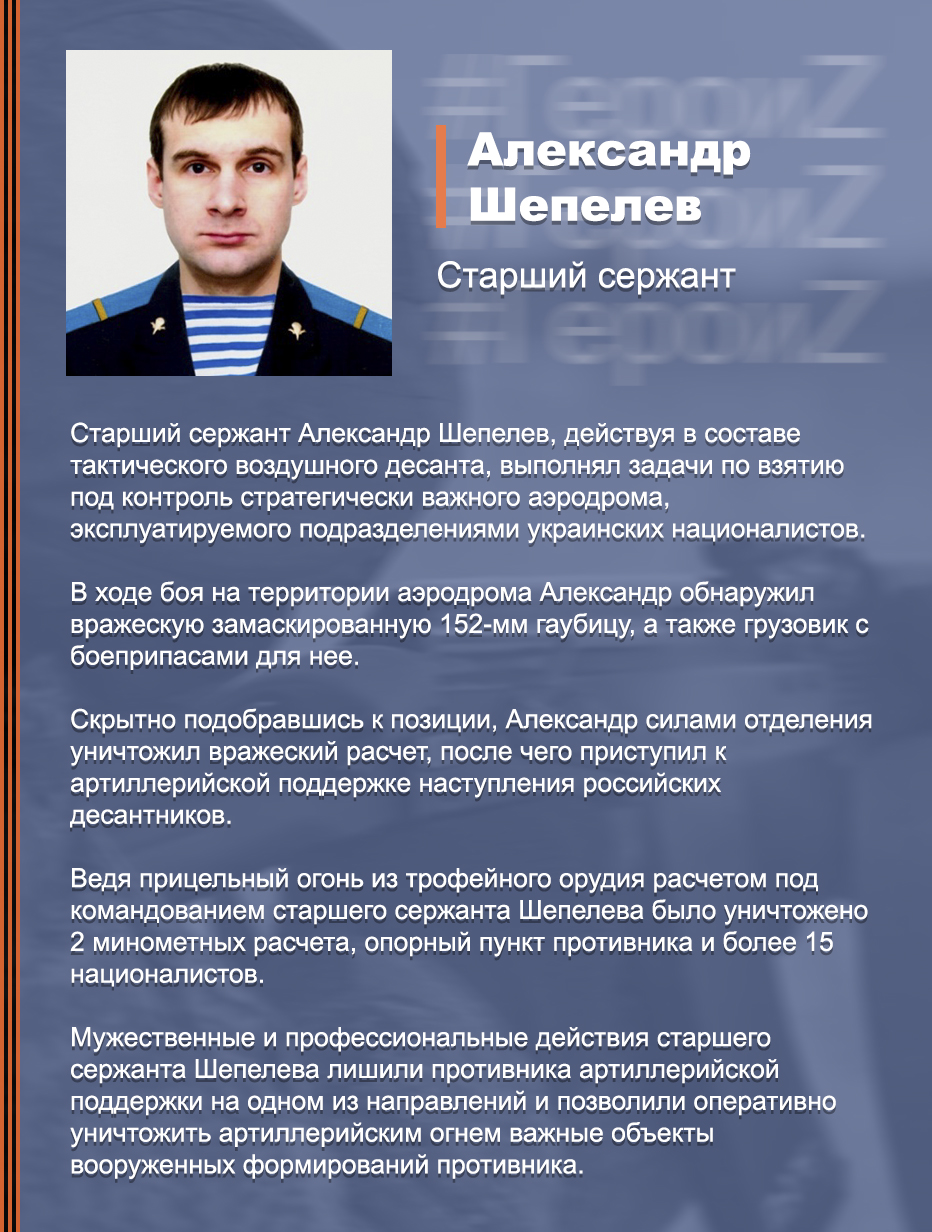 #ГероиZ
Александр
#ГероиZ
Шепелев
Старший сержант
#ГероиZ
Старший сержант Александр Шепелев, действуя в составе
тактического воздушного десанта, выполнял задачи по взятию
под контроль стратегически важного аэродрома,
эксплуатируемого подразделениями украинских националистов.
В ходе боя на территории аэродрома Александр обнаружил
вражескую замаскированную 152-мм гаубицу, а также грузовик с
боеприпасами для нее.
Скрытно подобравшись к позиции, Александр силами отделения
уничтожил вражеский расчет, после чего приступил к
артиллерийской поддержке наступления российских
десантников.
Ведя прицельный огонь из трофейного орудия расчетом под
командованием старшего сержанта Шепелева было уничтожено
2 минометных расчета, опорный пункт противника и более 15
националистов.
Мужественные и профессиональные действия старшего
сержанта Шепелева лишили противника артиллерийской
поддержки на одном из направлений и позволили оперативно
уничтожить артиллерийским огнем важные объекты
вооруженных формирований противника.